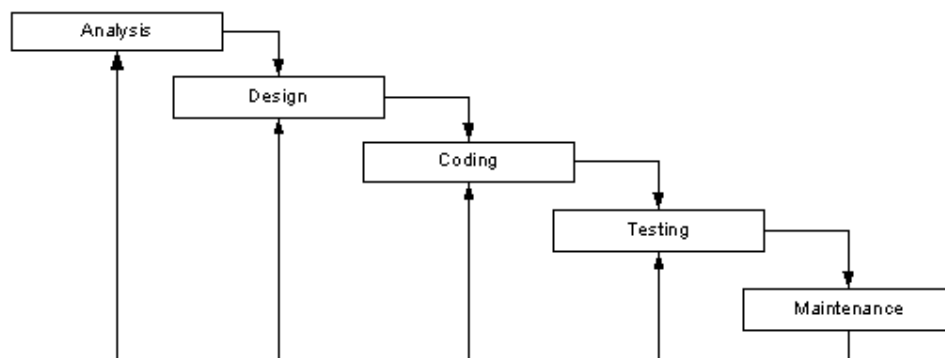 Analysis
Design
Coding
Testing
Maintenance